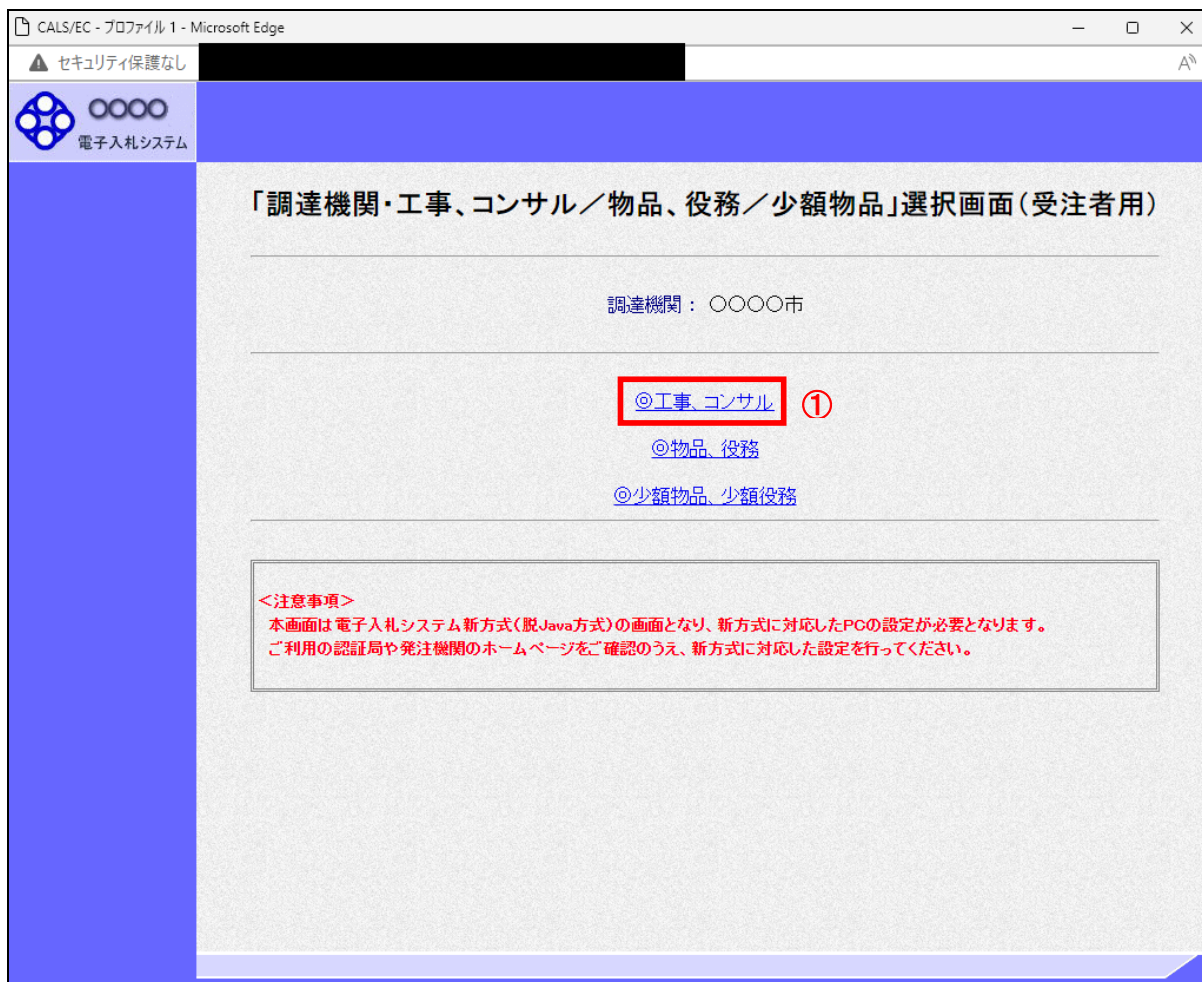 CALS/EC - プロファイル 1 - Microsoft Edge
セキュリティ保護なし
○○○○
電子入札システム
「調達機関・工事、コンサル／物品、役務／少額物品」選択画面（受注者用）
調達機関： ○○○○市
◎工事、コンサル ①
◎物品、役務
◎少額物品、少額役務
＜注意事項＞
本画面は電子入札システム新方式（脱Java方式）の画面となり、新方式に対応したPCの設定が必要となります。
ご利用の認証局や発注機関のホームページをご確認のうえ、新方式に対応した設定を行ってください。